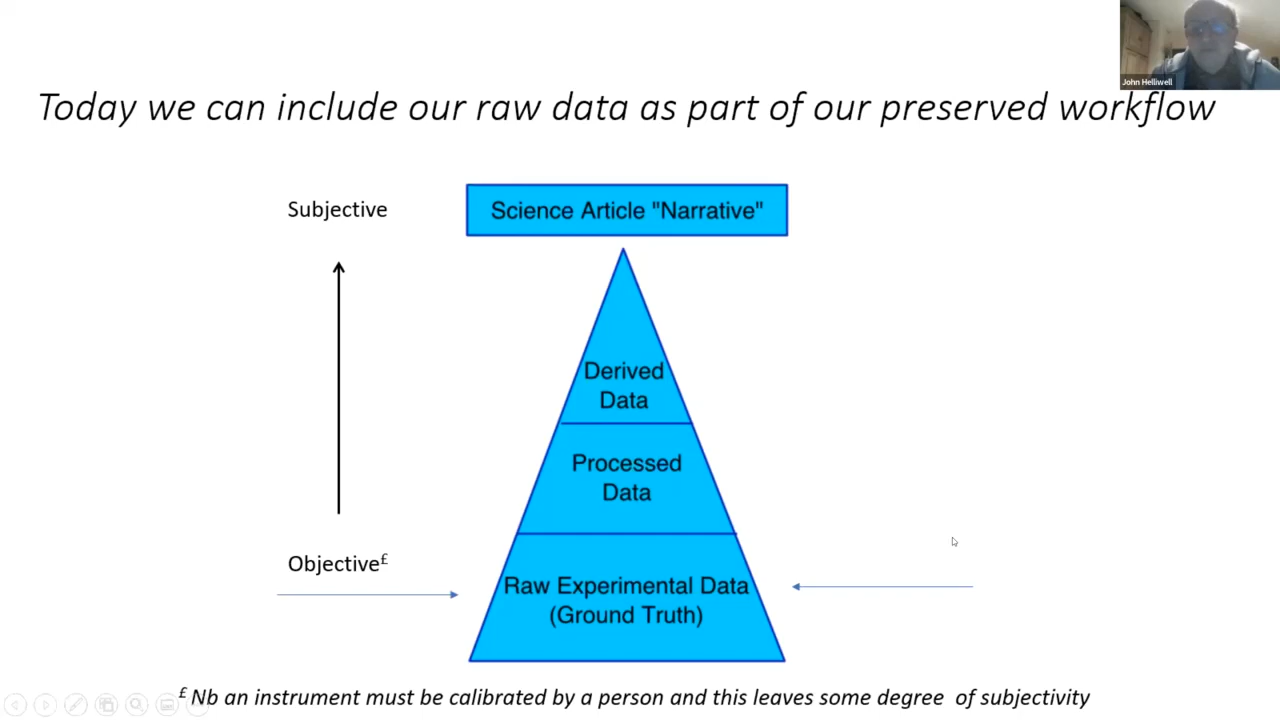 John Helliwell
Today we can include our raw data as part of our preserved workflow
Subjective
Science Article "Narrative"
Derived
Data
Processed
Data
Objective£
Raw Experimental Data
(Ground Truth)
£ Nb an instrument must be calibrated by a person and this leaves some degree of subjectivity